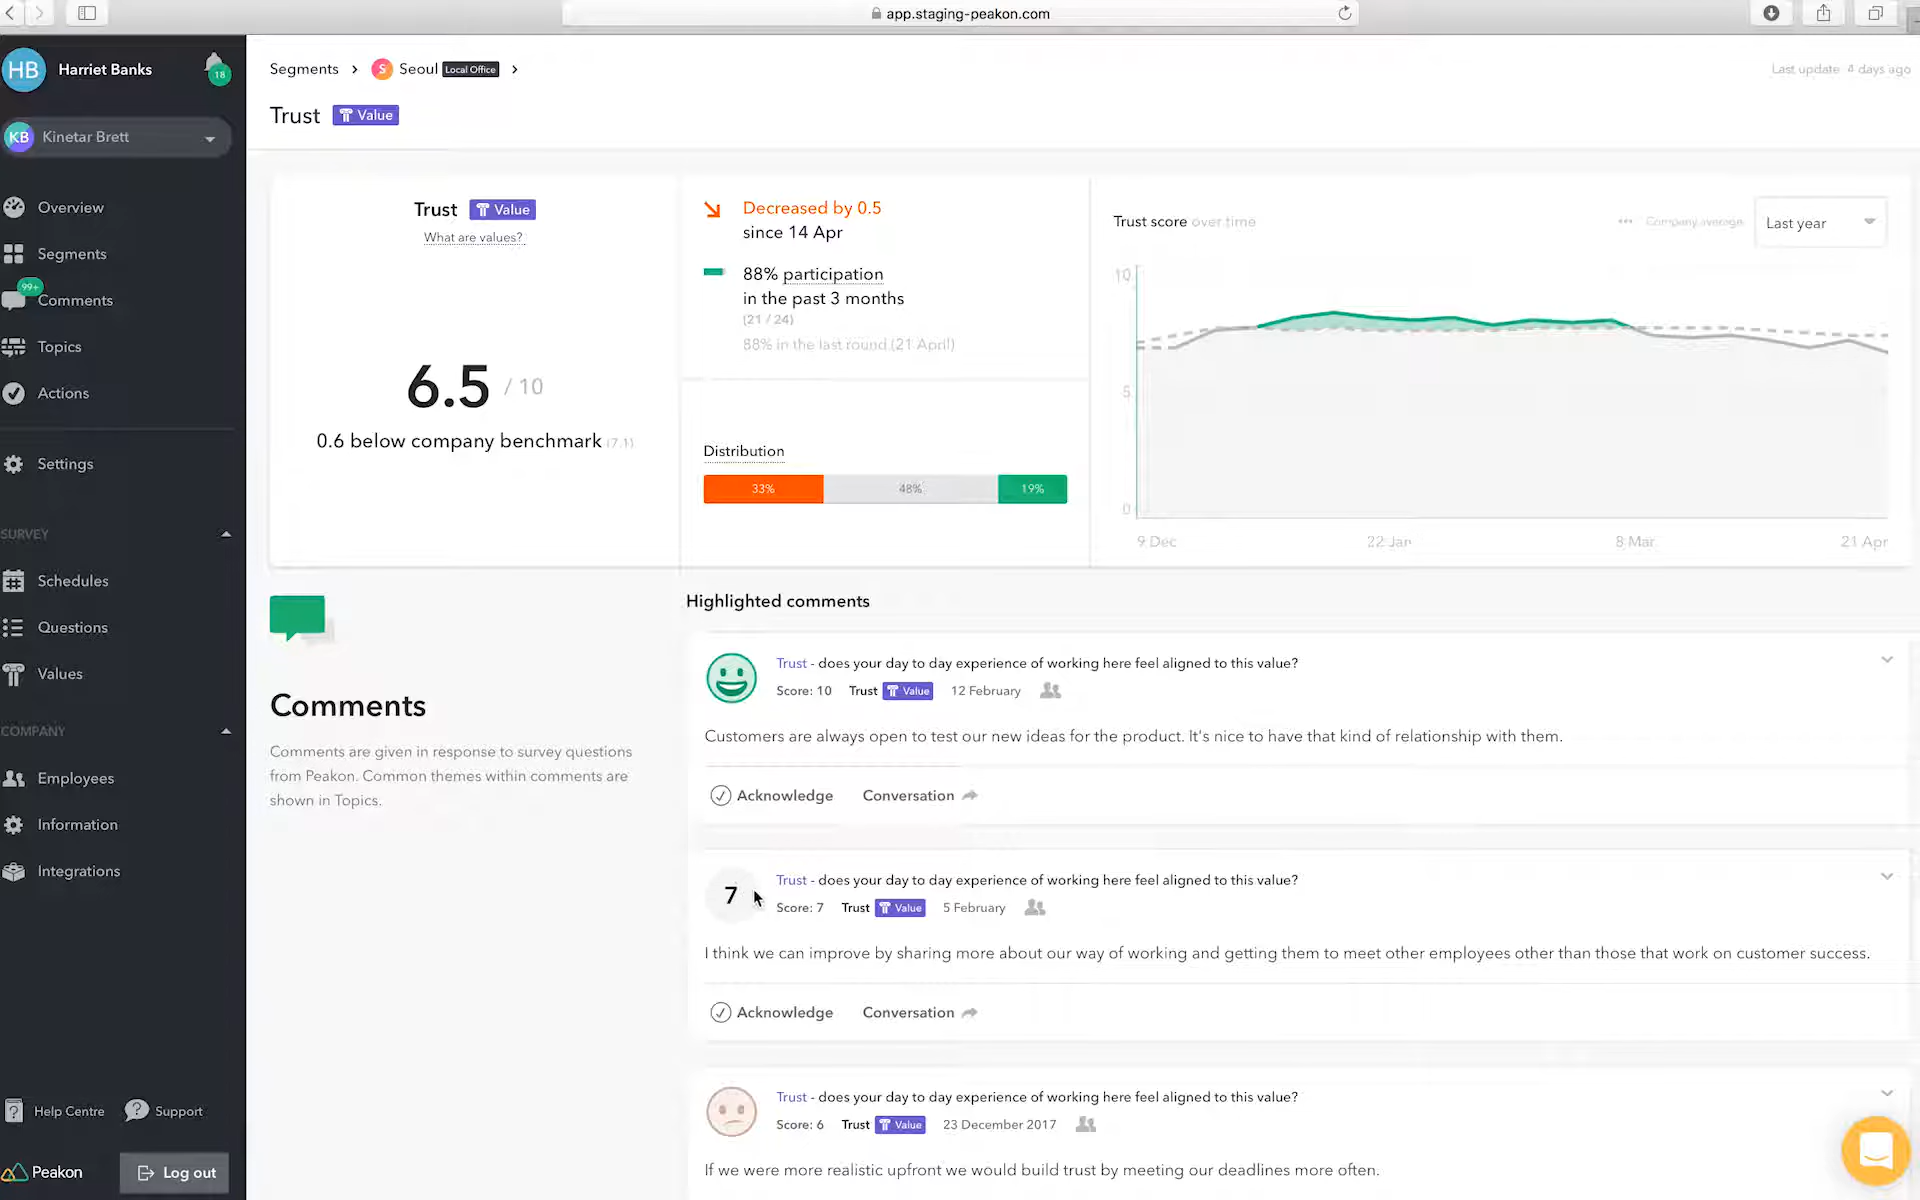 app.staging-peakon.com
HB Harriet Banks 18
KB Kinetar Brett
Overview
Segments
99+
Comments
Topics
Actions
Settings
SURVEY
Schedules
Questions
Values
COMPANY
Employees
Information
Integrations
Help Centre
Support
Peakon
Log out
Segments S Seoul Local Office
Last update 4 days ago
Trust Value
Trust Value
What are values?
6.5 / 10
0.6 below company benchmark (7.1)
Decreased by 0.5
since 14 Apr
88% participation
in the past 3 months
(21 / 24)
88% in the last round (21 April)
Distribution
33% 48% 19%
Trust score over time
Company average
Last year
10
5
0
9 Dec 22 Jan 8 Mar 21 Apr
Comments
Comments are given in response to survey questions
from Peakon. Common themes within comments are
shown in Topics.
Highlighted comments
Trust - does your day to day experience of working here feel aligned to this value?
Score: 10 Trust Value 12 February
Customers are always open to test our new ideas for the product. It's nice to have that kind of relationship with them.
Acknowledge Conversation
7
Trust - does your day to day experience of working here feel aligned to this value?
Score: 7 Trust Value 5 February
I think we can improve by sharing more about our way of working and getting them to meet other employees other than those that work on customer success.
Acknowledge Conversation
Trust - does your day to day experience of working here feel aligned to this value?
Score: 6 Trust Value 23 December 2017
If we were more realistic upfront we would build trust by meeting our deadlines more often.